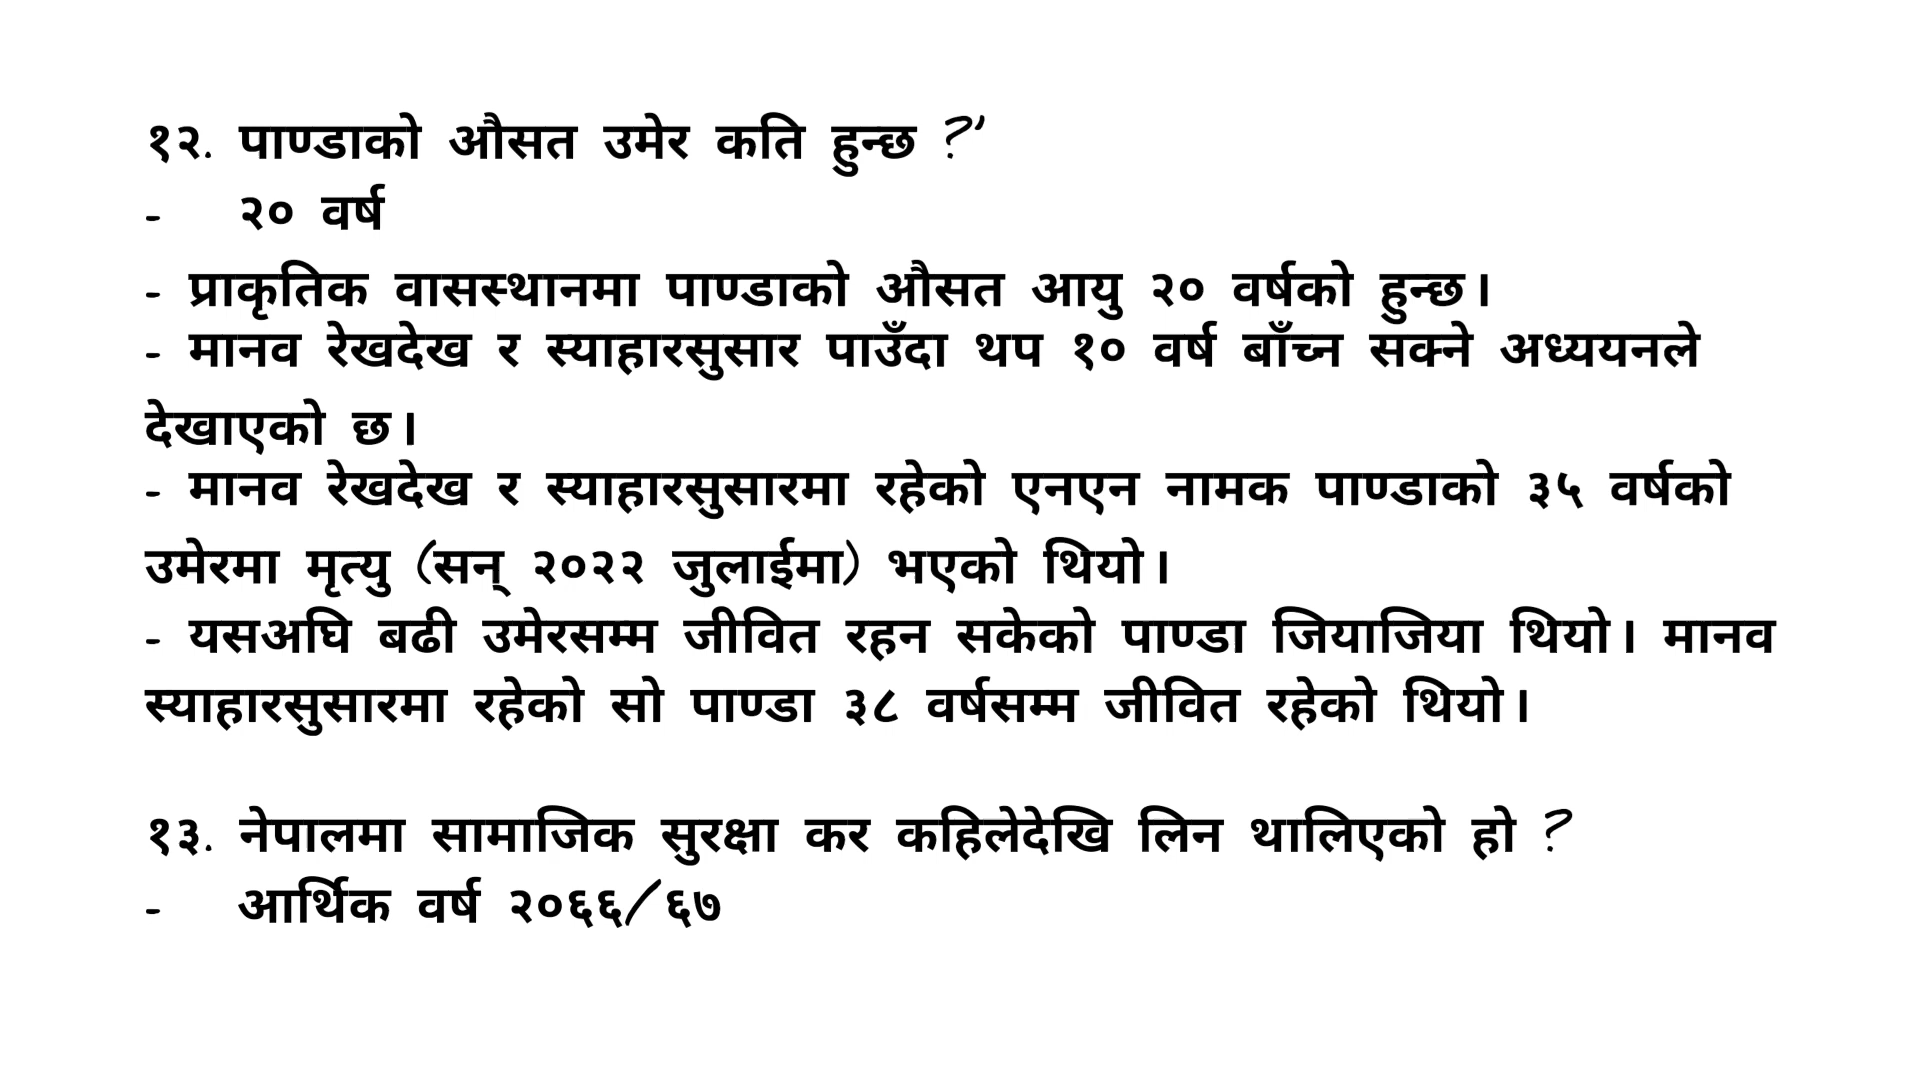 १२. पाण्डाको औसत उमेर कति हुन्छ ?'
- २० वर्ष
- प्राकृतिक वासस्थानमा पाण्डाको औसत आयु २० वर्षको हुन्छ।
- मानव रेखदेख र स्याहारसुसार पाउँदा थप १० वर्ष बाँच्न सक्ने अध्ययनले
देखाएको छ।
- मानव रेखदेख र स्याहारसुसारमा रहेको एनएन नामक पाण्डाको ३५ वर्षको
उमेरमा मृत्यु (सन् २०२२ जुलाईमा) भएको थियो।
- यसअघि बढी उमेरसम्म जीवित रहन सकेको पाण्डा जियाजिया थियो। मानव
स्याहारसुसारमा रहेको सो पाण्डा ३८ वर्षसम्म जीवित रहेको थियो।
१३. नेपालमा सामाजिक सुरक्षा कर कहिलेदेखि लिन थालिएको हो ?
- आर्थिक वर्ष २०६६/६७